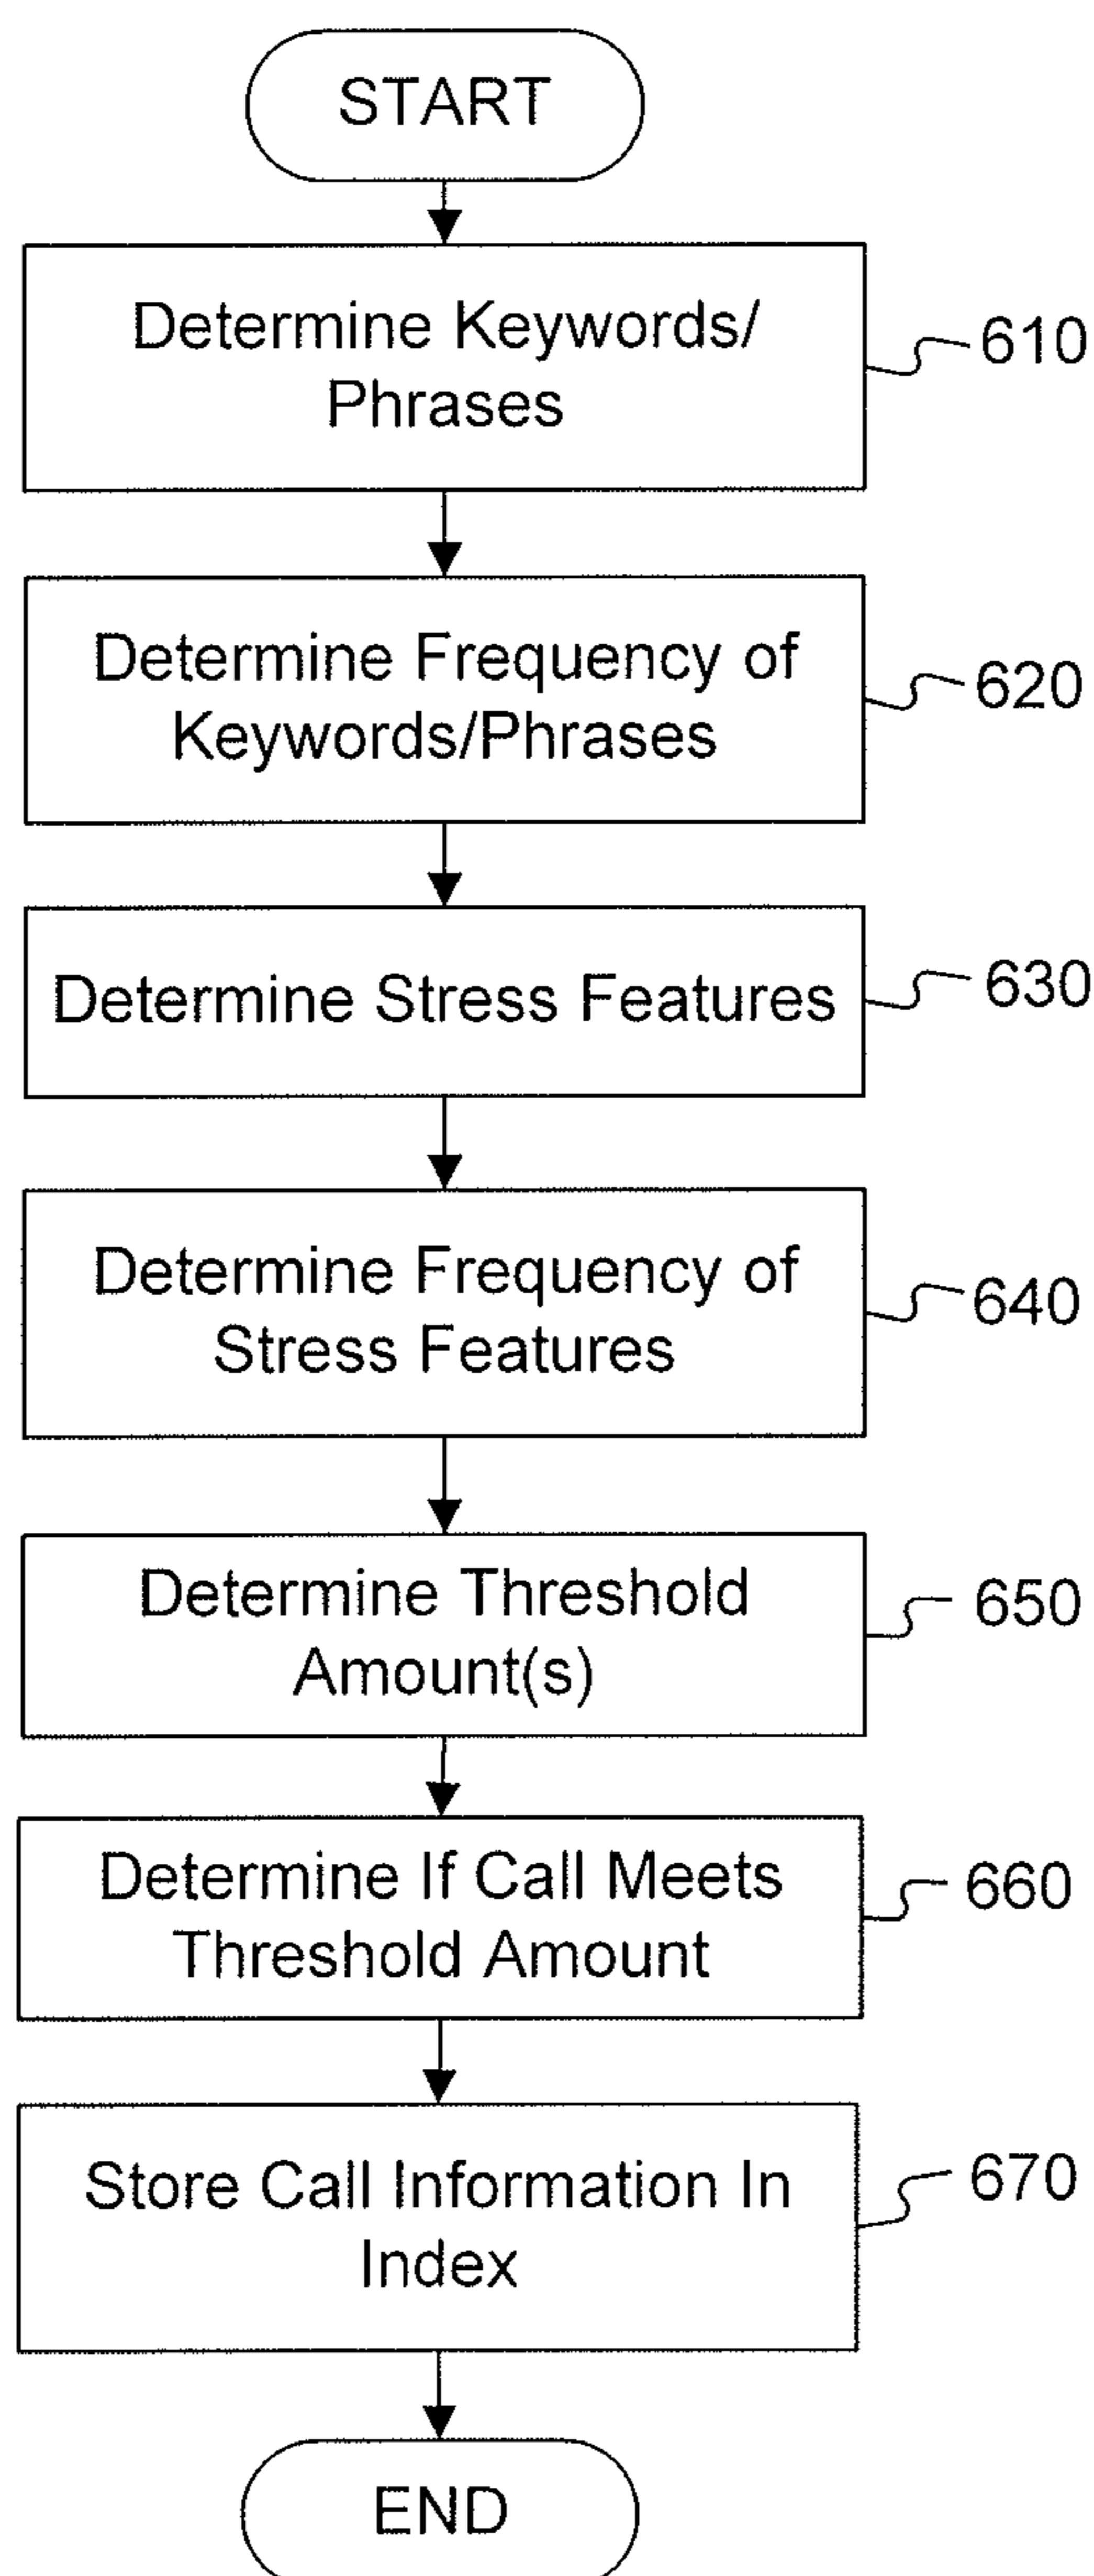 START
Determine Keywords/
Phrases
610
Determine Frequency of
Keywords/Phrases
620
Determine Stress Features
630
Determine Frequency of
Stress Features
640
Determine Threshold
Amount(s)
650
Determine If Call Meets
Threshold Amount
660
Store Call Information In
Index
670
END